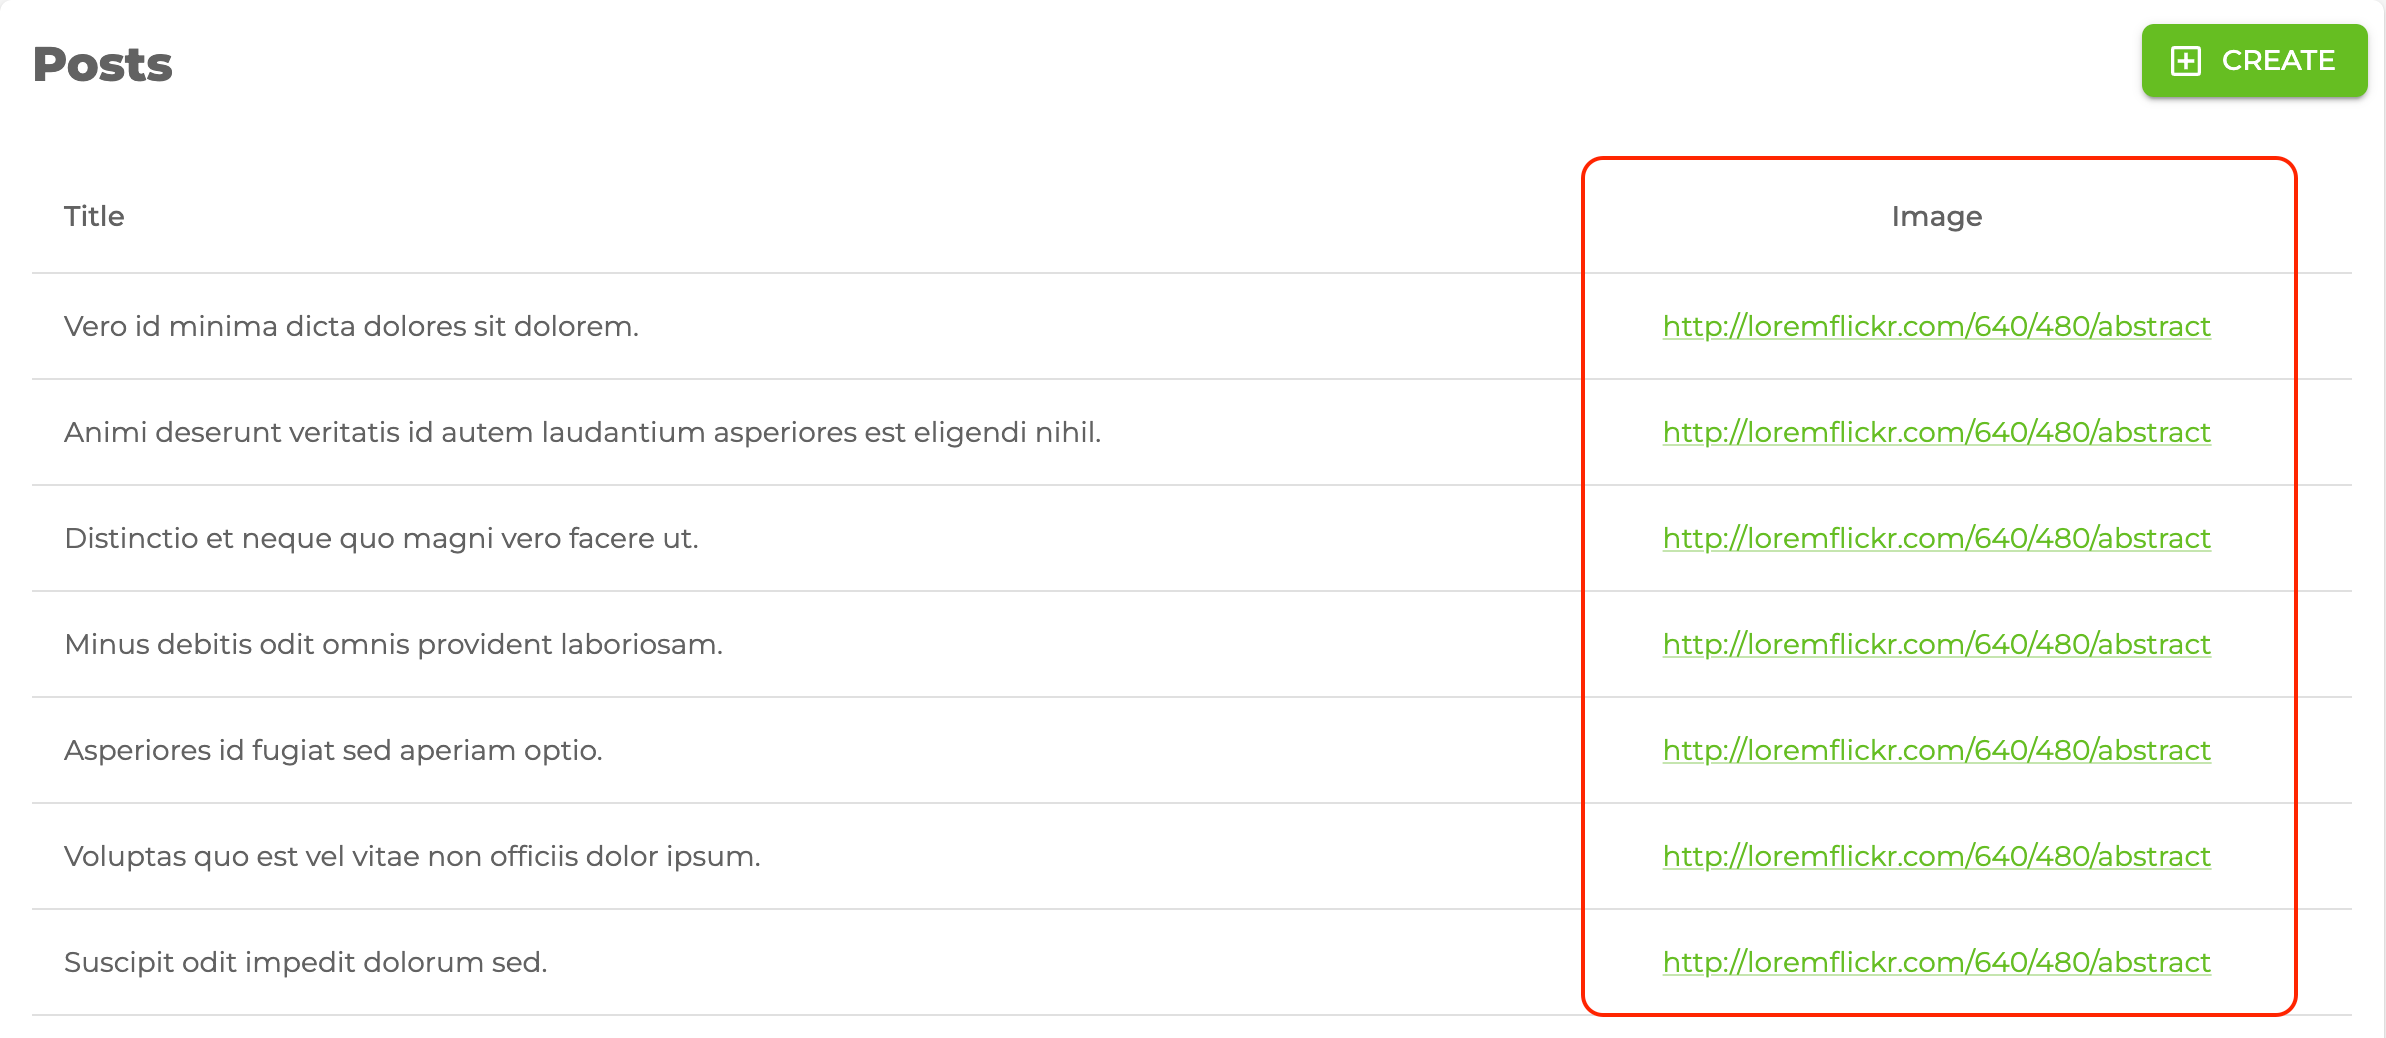 Posts
CREATE
Title Image
Vero id minima dicta dolores sit dolorem. http://loremflickr.com/640/480/abstract
Animi deserunt veritatis id autem laudantium asperiores est eligendi nihil. http://loremflickr.com/640/480/abstract
Distinctio et neque quo magni vero facere ut. http://loremflickr.com/640/480/abstract
Minus debitis odit omnis provident laboriosam. http://loremflickr.com/640/480/abstract
Asperiores id fugiat sed aperiam optio. http://loremflickr.com/640/480/abstract
Voluptas quo est vel vitae non officiis dolor ipsum. http://loremflickr.com/640/480/abstract
Suscipit odit impedit dolorum sed. http://loremflickr.com/640/480/abstract